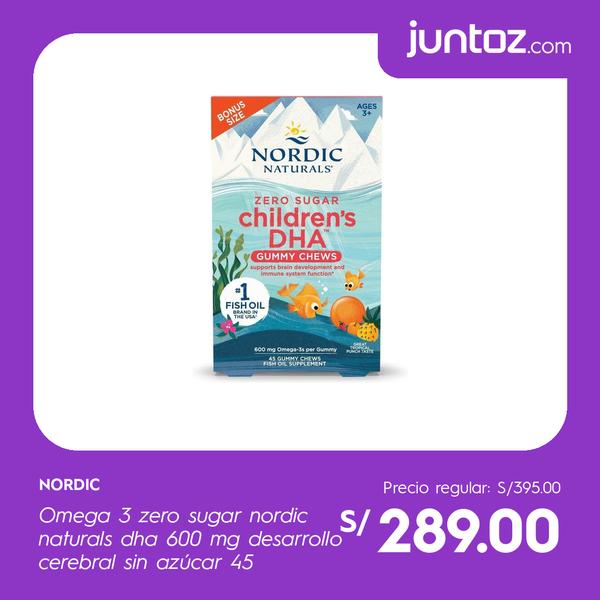 juntoz.com
BONUS
SIZE
AGES
3+
NORDIC
NATURALS®
ZERO SUGAR
children's
DHA™
GUMMY CHEWS
supports brain development and
immune system function*
#1
FISH OIL
BRAND IN
THE USA†
600 mg Omega-3s per Gummy
GREAT
TROPICAL
PUNCH TASTE
45 GUMMY CHEWS
FISH OIL SUPPLEMENT
NORDIC
Precio regular: S/395.00
Omega 3 zero sugar nordic
naturals dha 600 mg desarrollo
cerebral sin azúcar 45
S/ 289.00